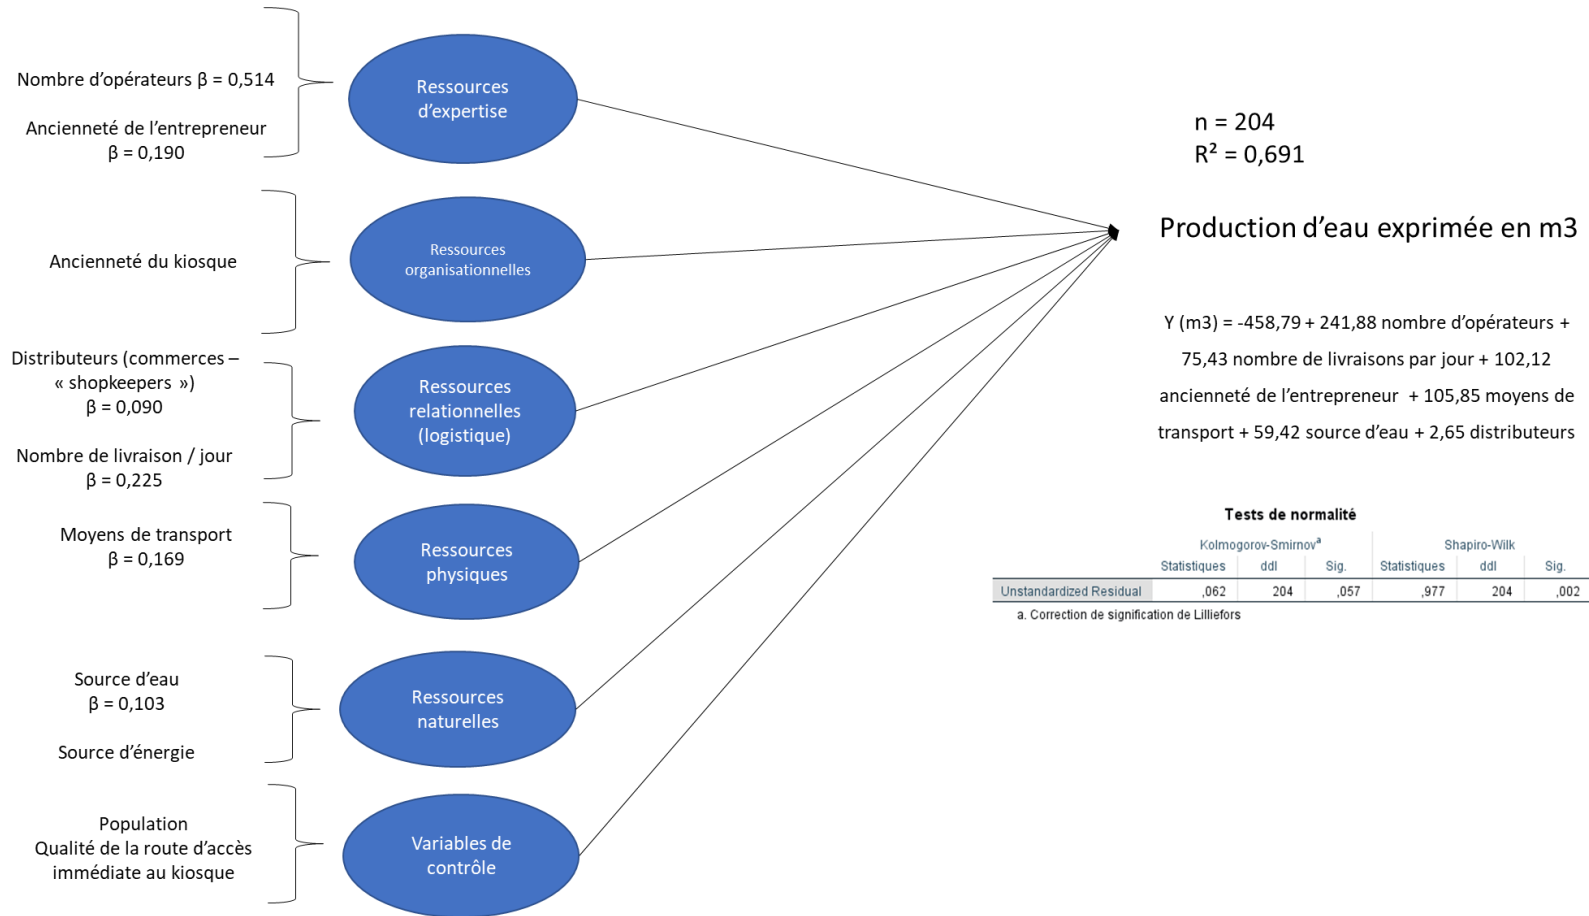 Nombre d'opérateurs β = 0,514
Ancienneté de l'entrepreneur
β = 0,190
Ressources
d'expertise
Ancienneté du kiosque
Ressources
organisationnelles
Distributeurs (commerces –
« shopkeepers »)
β = 0,090
Nombre de livraison / jour
β = 0,225
Ressources
relationnelles
(logistique)
Moyens de transport
β = 0,169
Ressources
physiques
Source d'eau
β = 0,103
Source d'énergie
Ressources
naturelles
Population
Qualité de la route d'accès
immédiate au kiosque
Variables de
contrôle
n = 204
R² = 0,691
Production d'eau exprimée en m3
Y (m3) = -458,79 + 241,88 nombre d'opérateurs +
75,43 nombre de livraisons par jour + 102,12
ancienneté de l'entrepreneur + 105,85 moyens de
transport + 59,42 source d'eau + 2,65 distributeurs
Tests de normalité
Kolmogorov-Smirnovª Shapiro-Wilk
Statistiques ddl Sig. Statistiques ddl Sig.
Unstandardized Residual ,062 204 ,057 ,977 204 ,002
a. Correction de signification de Lilliefors